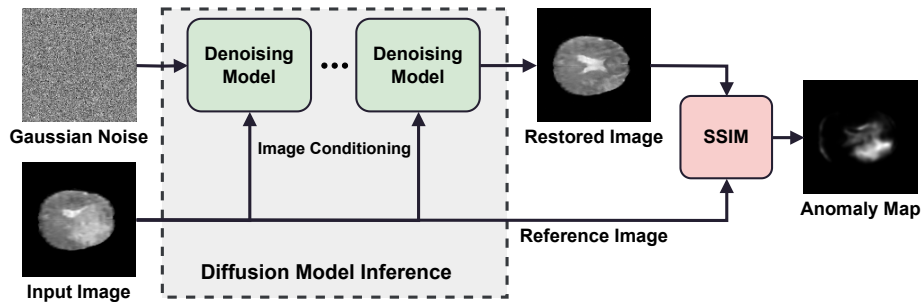 Denoising
Model
Denoising
Model
Gaussian Noise
Image Conditioning
Restored Image
SSIM
Anomaly Map
Reference Image
Diffusion Model Inference
Input Image